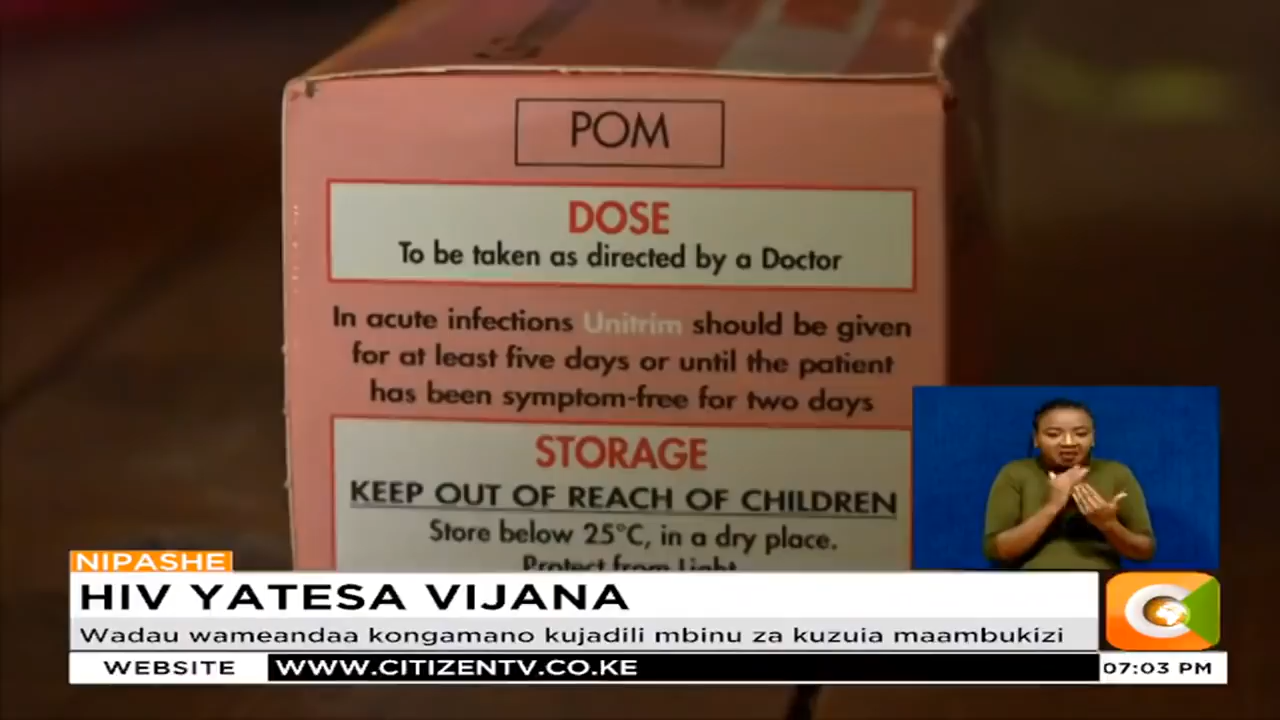 POM
DOSE
To be taken as directed by a Doctor
In acute infections Unitrim should be given
for at least five days or until the patient
has been symptom-free for two days
STORAGE
KEEP OUT OF REACH OF CHILDREN
Store below 25°C, in a dry place.
Protect from Light
NIPASHE
HIV YATESA VIJANA
Wadau wameandaa kongamano kujadili mbinu za kuzuia maambukizi
WEBSITE WWW.CITIZENTV.CO.KE
07:03 PM